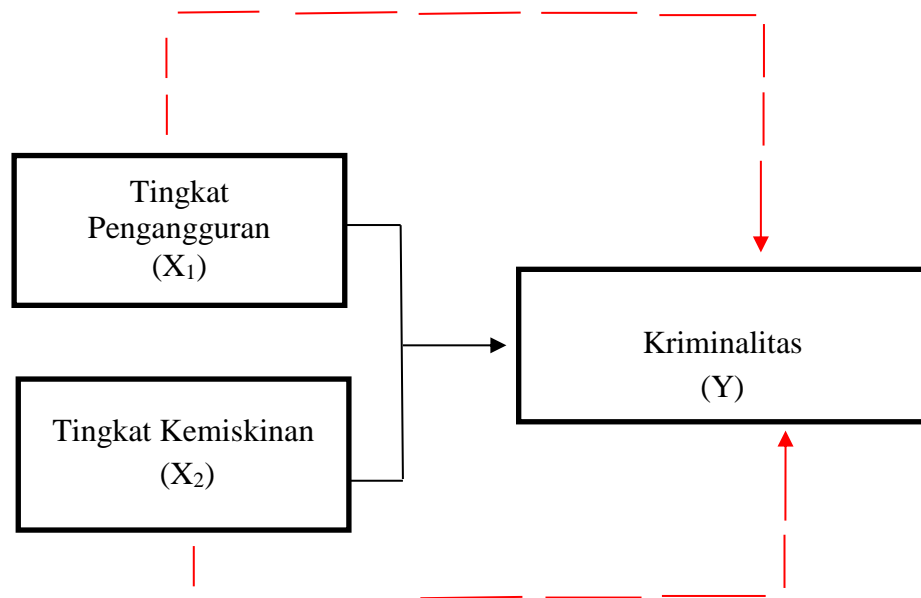 Tingkat
Pengangguran
(X₁)
Tingkat Kemiskinan
(X₂)
Kriminalitas
(Y)